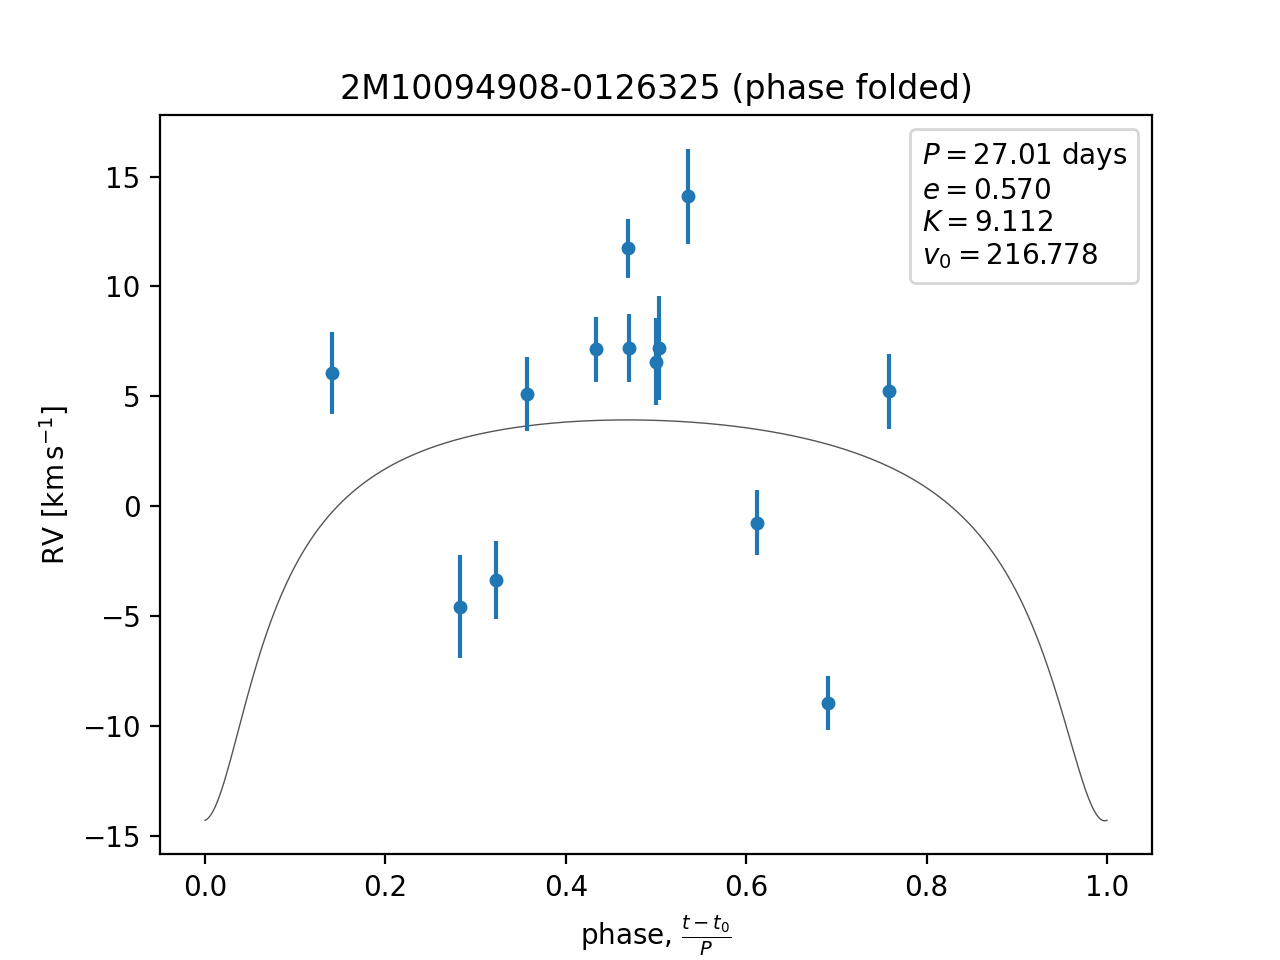 2M10094908-0126325 (phase folded)
P = 27.01 days
e = 0.570
K = 9.112
v₀ = 216.778
15
10
5
0
−5
−10
−15
RV [km s⁻¹]
0.0 0.2 0.4 0.6 0.8 1.0
phase, (t − t₀)/P